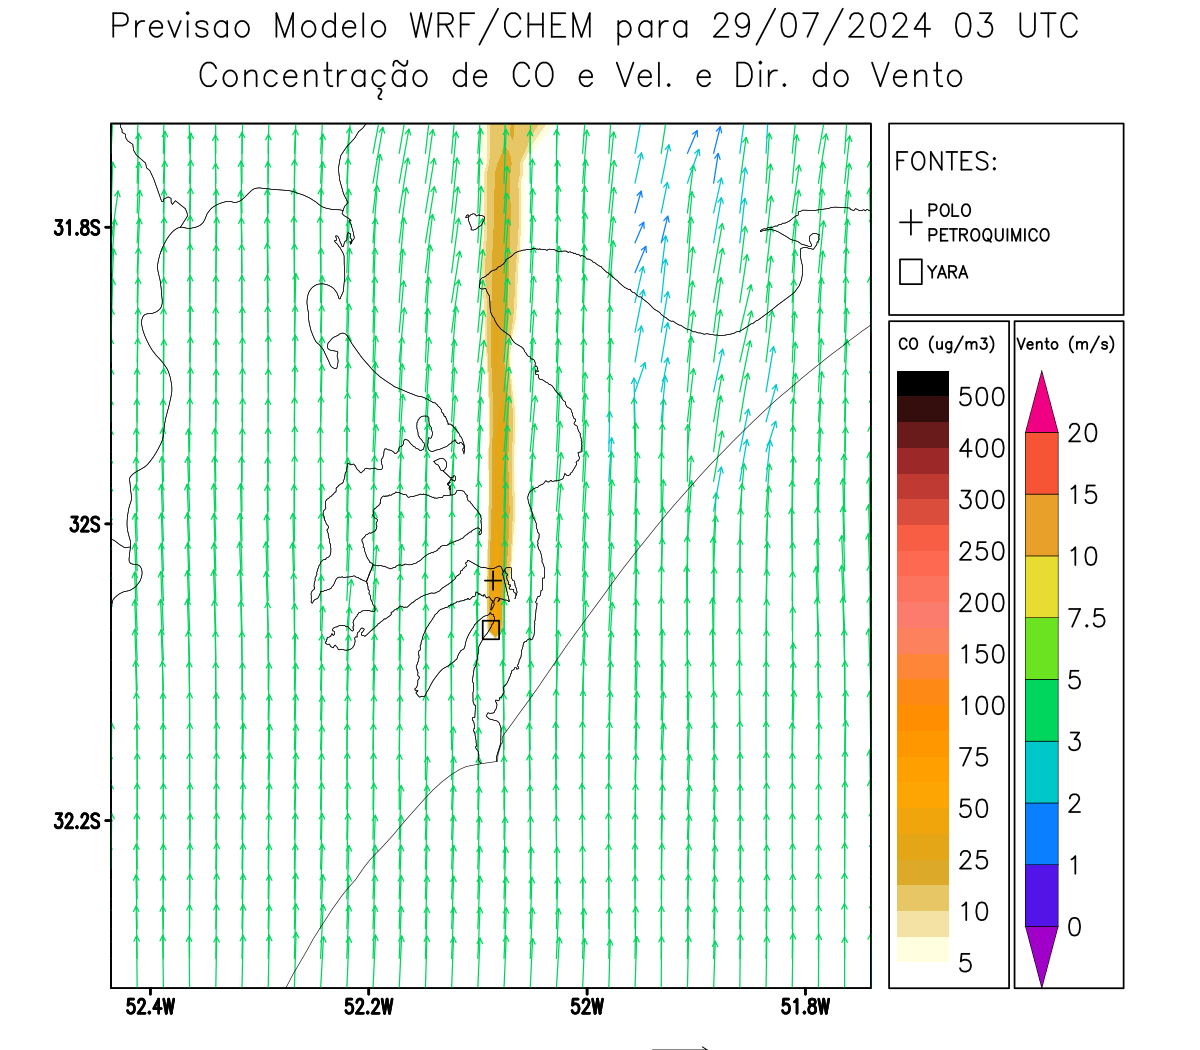 Previsao Modelo WRF/CHEM para 29/07/2024 03 UTC
Concentração de CO e Vel. e Dir. do Vento
FONTES:
POLO
PETROQUIMICO
YARA
31.8S
32S
32.2S
52.4W
52.2W
52W
51.8W
CO (ug/m3)
500
400
300
250
200
150
100
75
50
25
10
5
Vento (m/s)
20
15
10
7.5
5
3
2
1
0